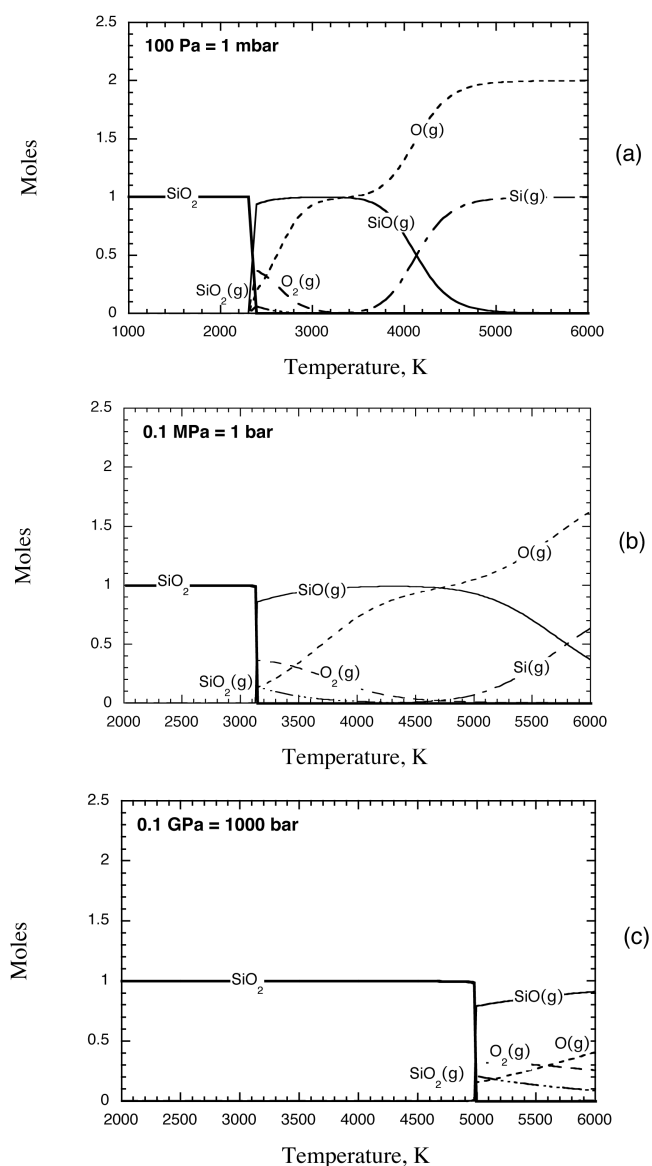 2.5
100 Pa = 1 mbar
2
O(g)
1.5
(a)
Moles
SiO2
Si(g)
1
SiO(g)
0.5
O2(g)
SiO2(g)
0
1000 2000 3000 4000 5000 6000
Temperature, K
2.5
0.1 MPa = 1 bar
2
1.5
O(g)
(b)
Moles
SiO2
SiO(g)
1
Si(g)
0.5
O2(g)
SiO2(g)
0
2000 2500 3000 3500 4000 4500 5000 5500 6000
Temperature, K
2.5
0.1 GPa = 1000 bar
2
1.5
(c)
Moles
1
SiO2
SiO(g)
0.5
O(g)
O2(g)
SiO2(g)
0
2000 2500 3000 3500 4000 4500 5000 5500 6000
Temperature, K